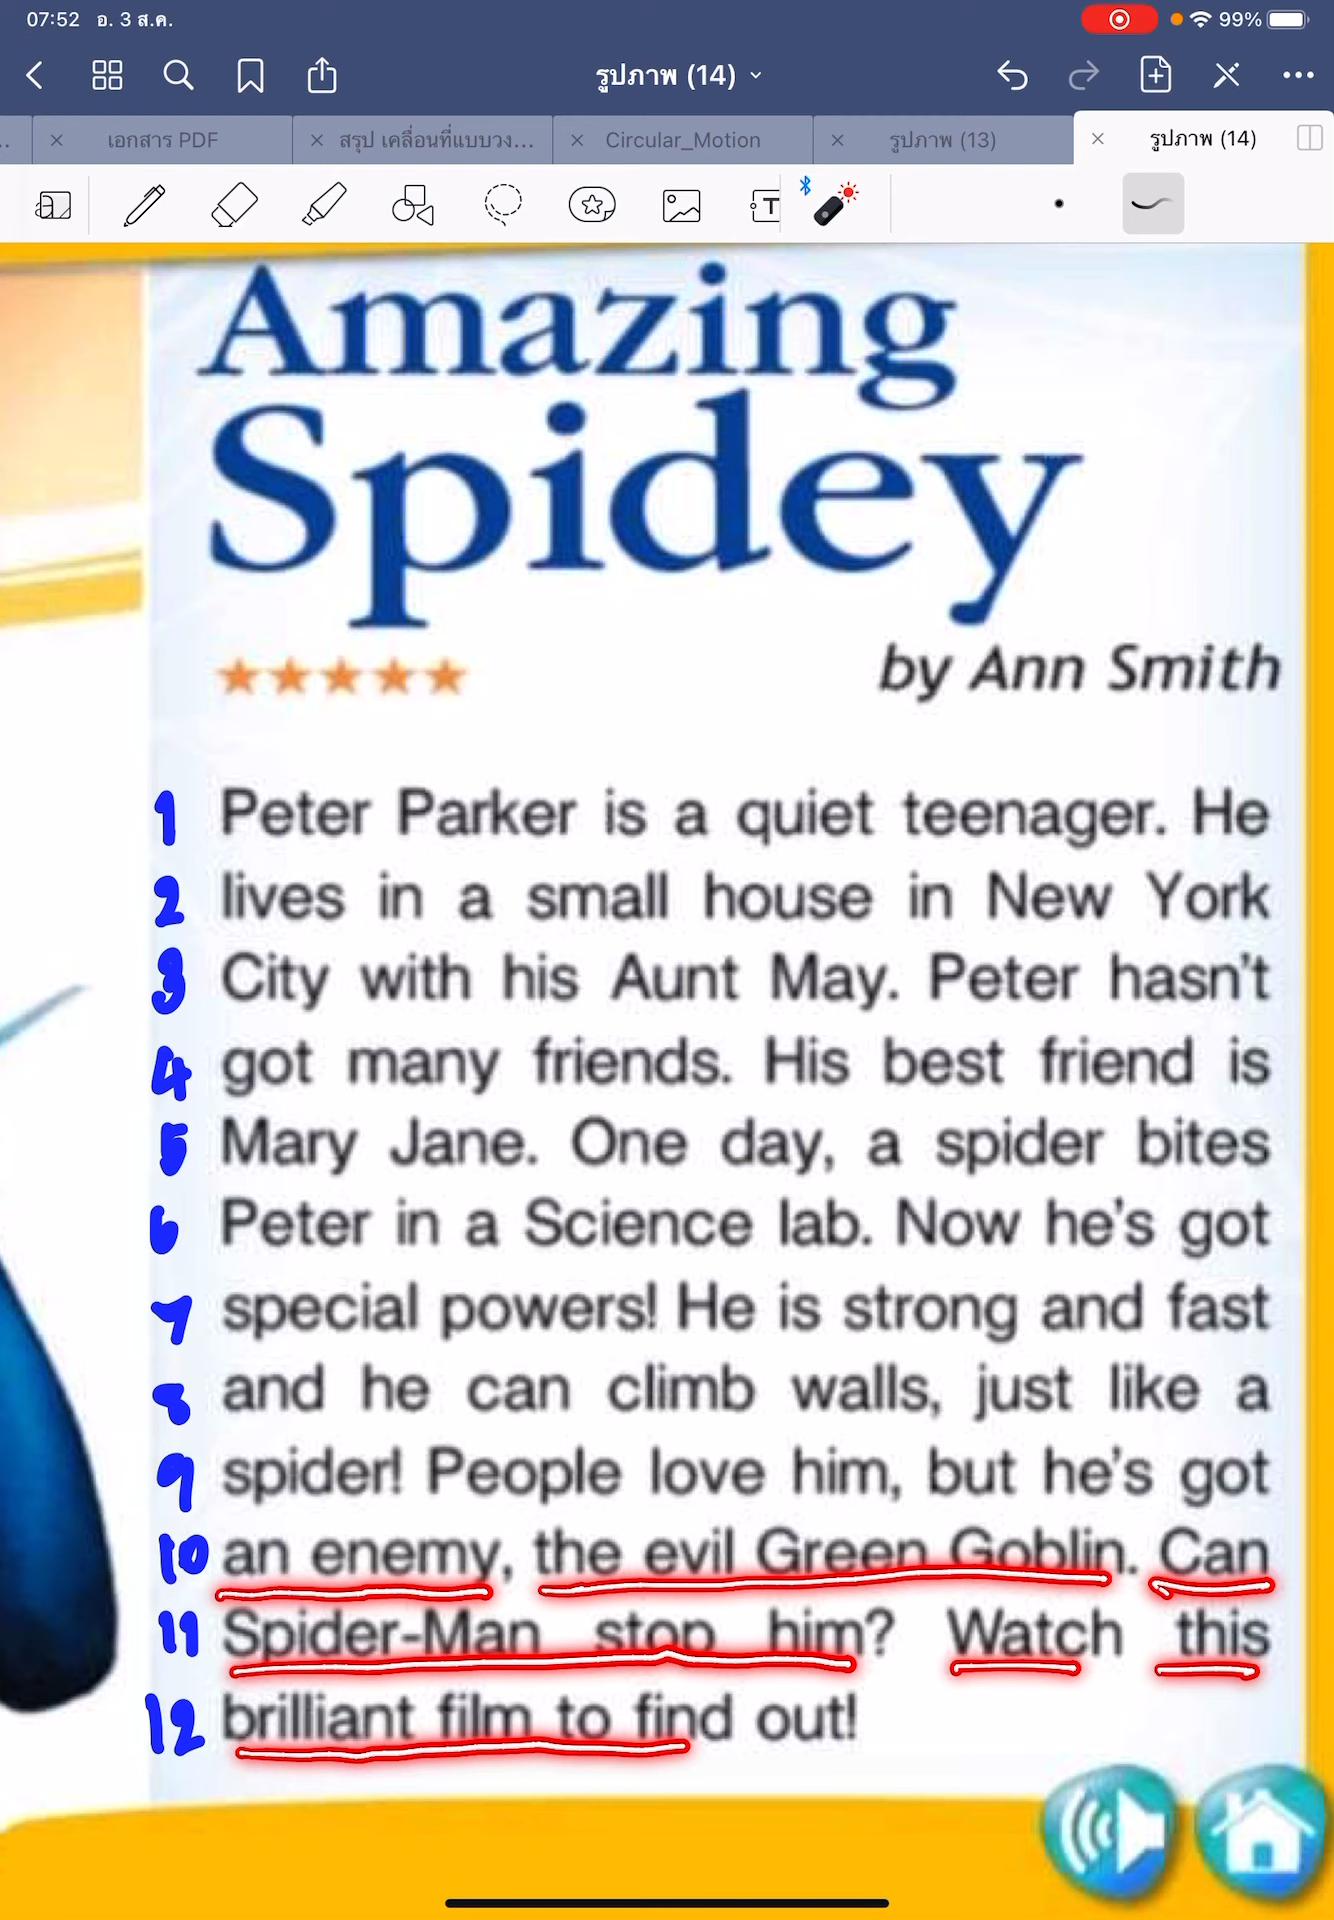 07:52 อ. 3 ส.ค.
99%
รูปภาพ (14)
เอกสาร PDF
สรุป เคลื่อนที่แบบวง...
Circular_Motion
รูปภาพ (13)
รูปภาพ (14)
Amazing
Spidey
by Ann Smith
1 Peter Parker is a quiet teenager. He
2 lives in a small house in New York
3 City with his Aunt May. Peter hasn't
4 got many friends. His best friend is
5 Mary Jane. One day, a spider bites
6 Peter in a Science lab. Now he's got
7 special powers! He is strong and fast
8 and he can climb walls, just like a
9 spider! People love him, but he's got
10 an enemy, the evil Green Goblin. Can
11 Spider-Man stop him? Watch this
12 brilliant film to find out!